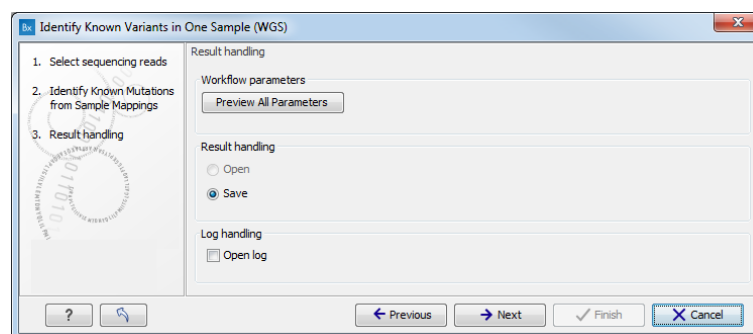 Bx Identify Known Variants in One Sample (WGS)
1. Select sequencing reads
2. Identify Known Mutations
from Sample Mappings
3. Result handling
Result handling
Workflow parameters
Preview All Parameters
Result handling
Open
Save
Log handling
Open log
? Previous Next Finish Cancel